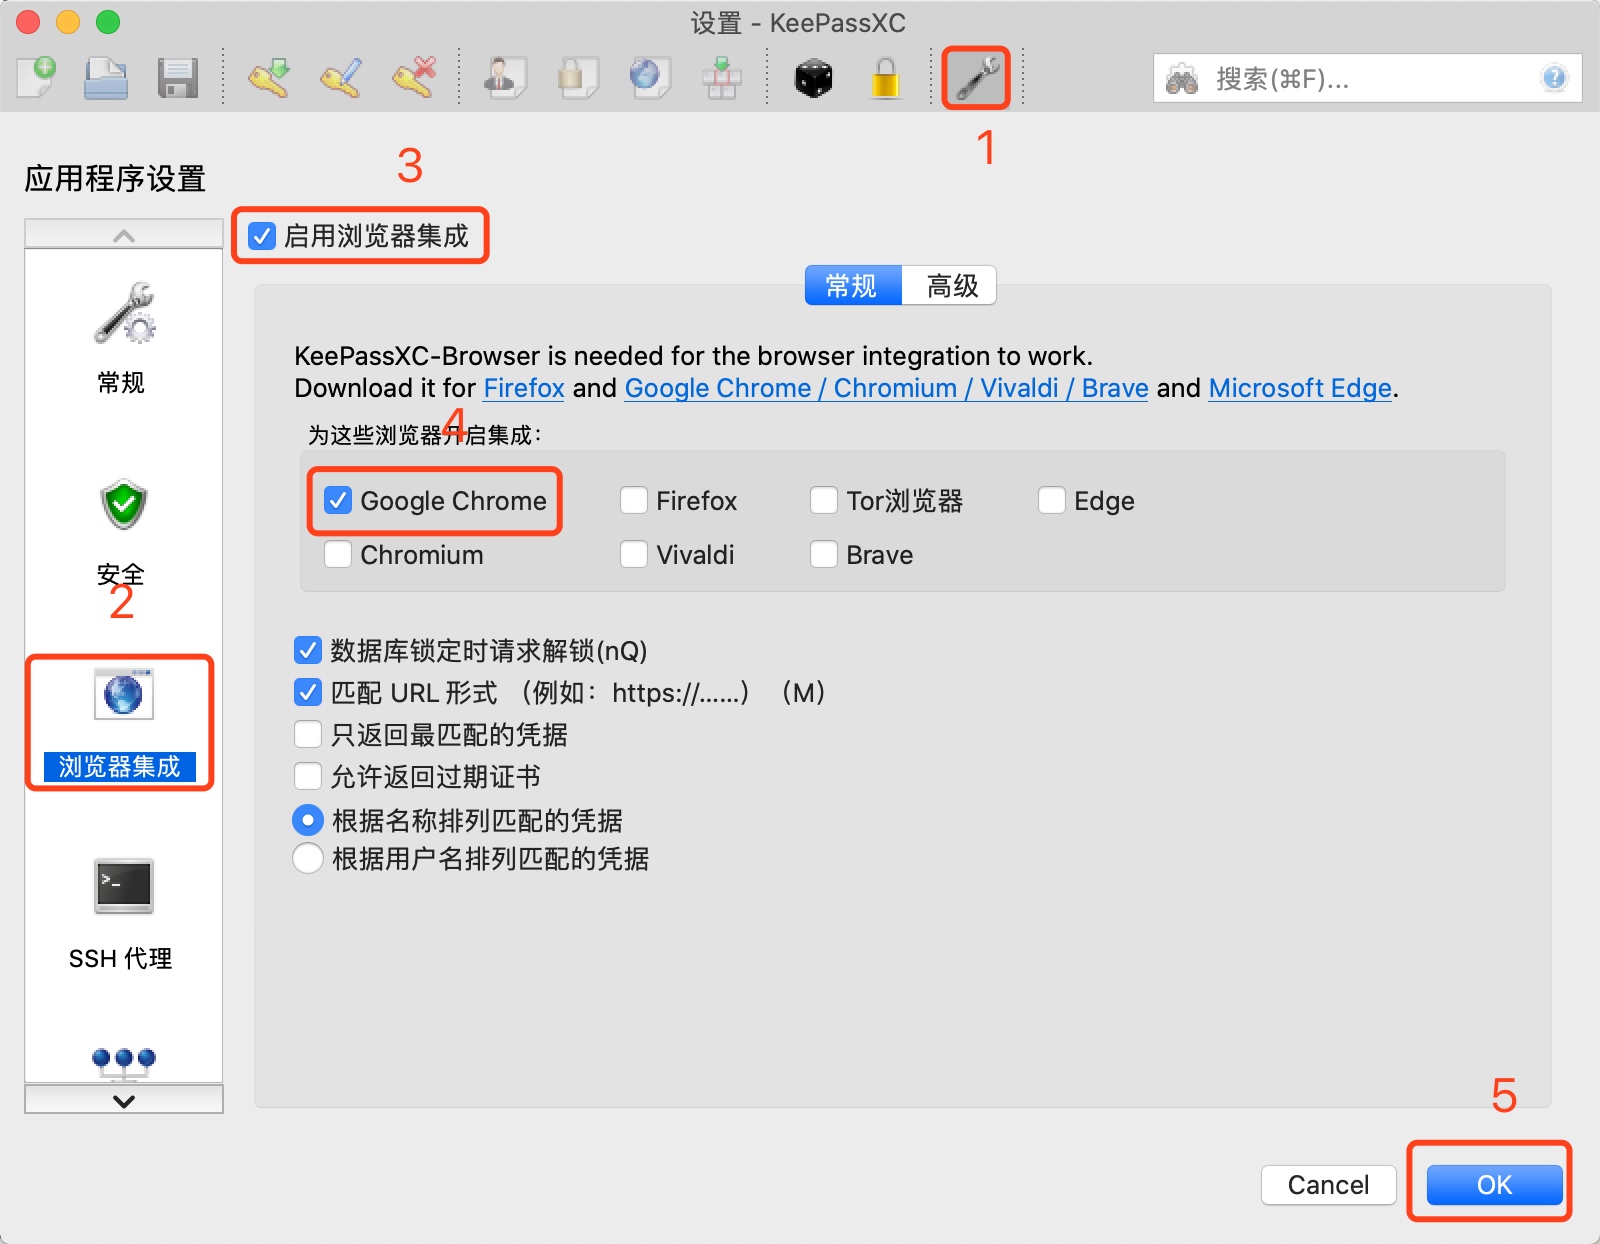 设置 - KeePassXC
搜索(⌘F)...
1
应用程序设置
3
启用浏览器集成
常规 高级
常规
KeePassXC-Browser is needed for the browser integration to work.
Download it for Firefox and Google Chrome / Chromium / Vivaldi / Brave and Microsoft Edge.
4
为这些浏览器开启集成：
Google Chrome Firefox Tor浏览器 Edge
Chromium Vivaldi Brave
安全
2
数据库锁定时请求解锁(nQ)
匹配 URL 形式 （例如：https://......）（M）
只返回最匹配的凭据
浏览器集成
允许返回过期证书
根据名称排列匹配的凭据
根据用户名排列匹配的凭据
>_
SSH 代理
5
Cancel OK